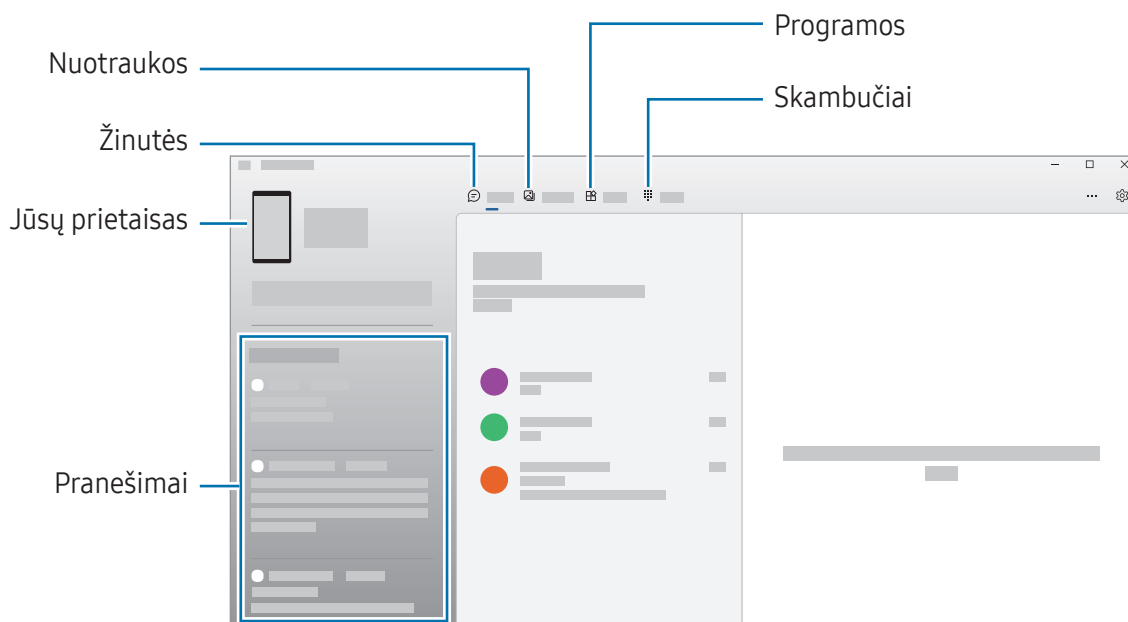 Programos
Nuotraukos
Skambučiai
Žinutės
Jūsų prietaisas
Pranešimai